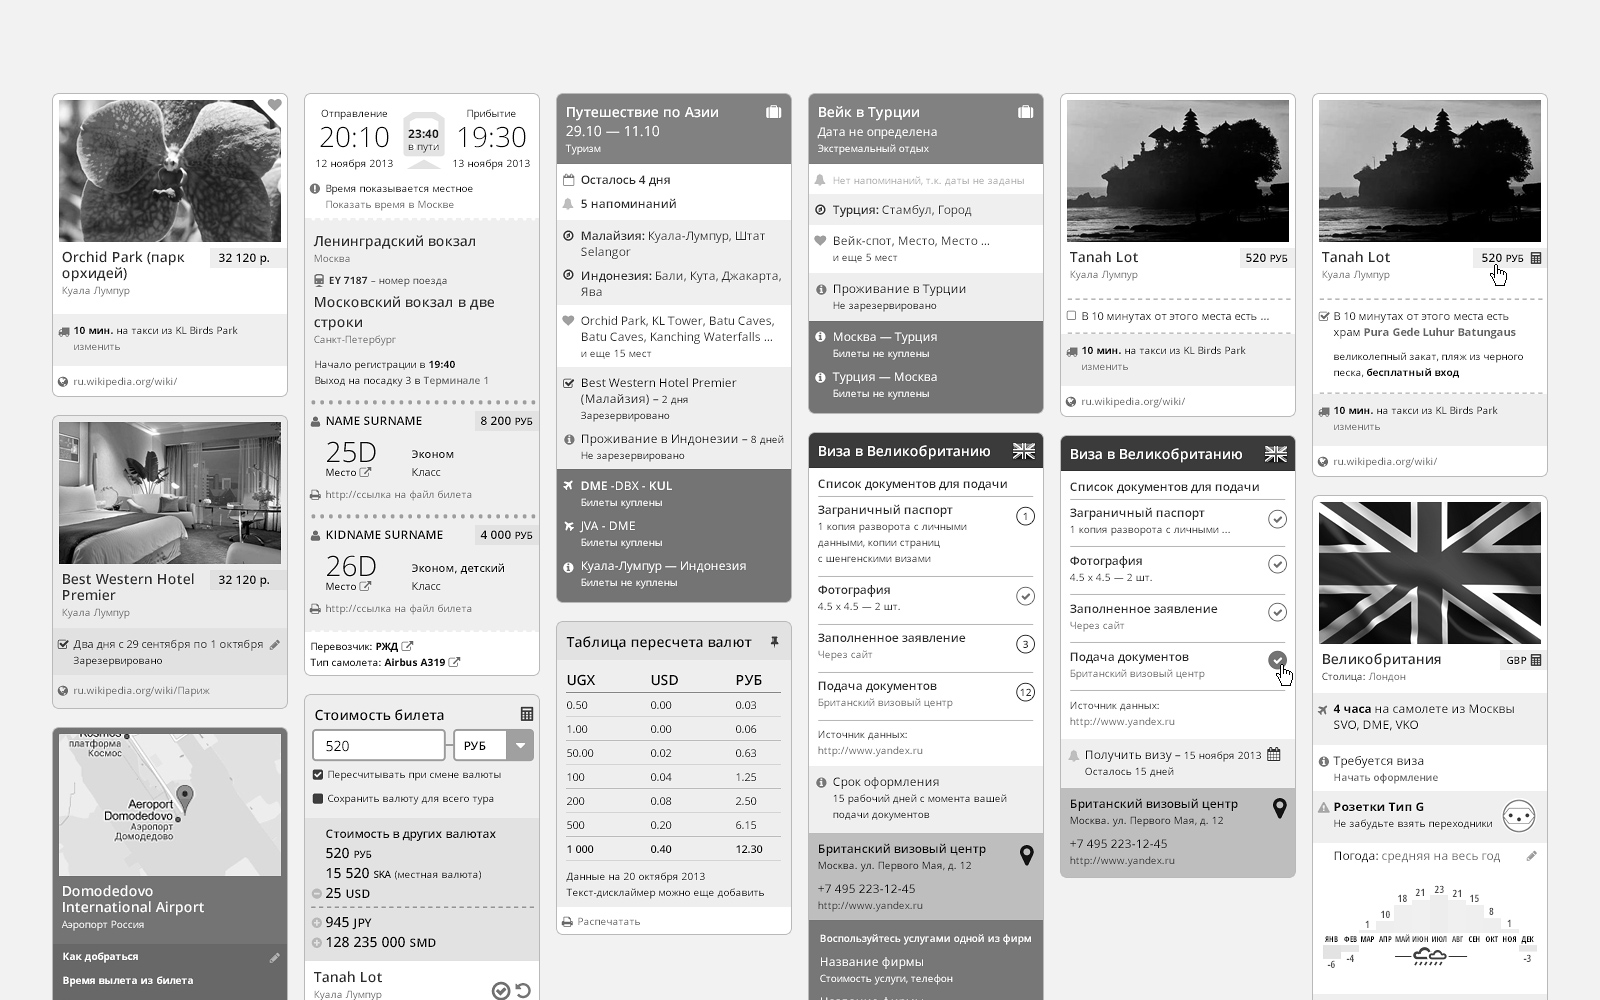 Orchid Park (парк
орхидей)
32 120 р.
Куала Лумпур
10 мин. на такси из KL Birds Park
изменить
ru.wikipedia.org/wiki/
Best Western Hotel
Premier
32 120 р.
Куала Лумпур
Два дня с 29 сентября по 1 октября
Зарезервировано
ru.wikipedia.org/wiki/Париж
Kosmos
платформа
Космос
Aeroport
Domodedovo
Аэропорт
Домодедово
Domodedovo
International Airport
Аэропорт Россия
Как добраться
Время вылета из билета
Отправление
20:10
12 ноября 2013
23:40
в пути
Прибытие
19:30
13 ноября 2013
Время показывается местное
Показать время в Москве
Ленинградский вокзал
Москва
EY 7187 – номер поезда
Московский вокзал в две
строки
Санкт-Петербург
Начало регистрации в 19:40
Выход на посадку 3 в Терминале 1
NAME SURNAME
8 200 РУБ
25D
Место
Эконом
Класс
http://ссылка на файл билета
KIDNAME SURNAME
4 000 РУБ
26D
Место
Эконом, детский
Класс
http://ссылка на файл билета
Перевозчик: РЖД
Тип самолета: Airbus A319
Стоимость билета
520
РУБ
Пересчитывать при смене валюты
Сохранить валюту для всего тура
Стоимость в других валютах
520 РУБ
15 520 SKA (местная валюта)
25 USD
945 JPY
128 235 000 SMD
Tanah Lot
Куала Лумпур
Путешествие по Азии
29.10 — 11.10
Туризм
Осталось 4 дня
5 напоминаний
Малайзия: Куала-Лумпур, Штат
Selangor
Индонезия: Бали, Кута, Джакарта,
Ява
Orchid Park, KL Tower, Batu Caves,
Batu Caves, Kanching Waterfalls ...
и еще 15 мест
Best Western Hotel Premier
(Малайзия) – 2 дня
Зарезервировано
Проживание в Индонезии – 8 дней
Не зарезервировано
DME -DBX - KUL
Билеты куплены
JVA - DME
Билеты куплены
Куала-Лумпур — Индонезия
Билеты не куплены
Таблица пересчета валют
UGX USD РУБ
0.50 0.00 0.03
1.00 0.00 0.06
50.00 0.02 0.63
100 0.04 1.25
200 0.08 2.50
500 0.20 6.15
1 000 0.40 12.30
Данные на 20 октября 2013
Текст-дисклаймер можно еще добавить
Распечатать
Вейк в Турции
Дата не определена
Экстремальный отдых
Нет напоминаний, т.к. даты не заданы
Турция: Стамбул, Город
Вейк-спот, Место, Место ...
и еще 5 мест
Проживание в Турции
Не зарезервировано
Москва — Турция
Билеты не куплены
Турция — Москва
Билеты не куплены
Виза в Великобританию
Список документов для подачи
Заграничный паспорт
1
1 копия разворота с личными
данными, копии страниц
с шенгенскими визами
Фотография
4.5 x 4.5 — 2 шт.
Заполненное заявление
3
Через сайт
Подача документов
12
Британский визовый центр
Источник данных:
http://www.yandex.ru
Срок оформления
15 рабочий дней с момента вашей
подачи документов
Британский визовый центр
Москва. ул. Первого Мая, д. 12
+7 495 223-12-45
http://www.yandex.ru
Воспользуйтесь услугами одной из фирм
Название фирмы
Стоимость услуги, телефон
Название фирмы
Tanah Lot
520 РУБ
Куала Лумпур
В 10 минутах от этого места есть ...
10 мин. на такси из KL Birds Park
изменить
ru.wikipedia.org/wiki/
Виза в Великобританию
Список документов для подачи
Заграничный паспорт
1 копия разворота с личными ...
Фотография
4.5 x 4.5 — 2 шт.
Заполненное заявление
Через сайт
Подача документов
Британский визовый центр
Источник данных:
http://www.yandex.ru
Получить визу – 15 ноября 2013
Осталось 15 дней
Британский визовый центр
Москва. ул. Первого Мая, д. 12
+7 495 223-12-45
http://www.yandex.ru
Tanah Lot
520 РУБ
Куала Лумпур
В 10 минутах от этого места есть
храм Pura Gede Luhur Batungaus
великолепный закат, пляж из черного
песка, бесплатный вход
10 мин. на такси из KL Birds Park
изменить
ru.wikipedia.org/wiki/
Великобритания
GBP
Столица: Лондон
4 часа на самолете из Москвы
SVO, DME, VKO
Требуется виза
Начать оформление
Розетки Тип G
Не забудьте взять переходники
Погода: средняя на весь год
1 10 18 21 23 21 15 8 1
ЯНВ ФЕВ МАР АПР МАЙ ИЮН ИЮЛ АВГ СЕН ОКТ НОЯ ДЕК
-6 -4 -3